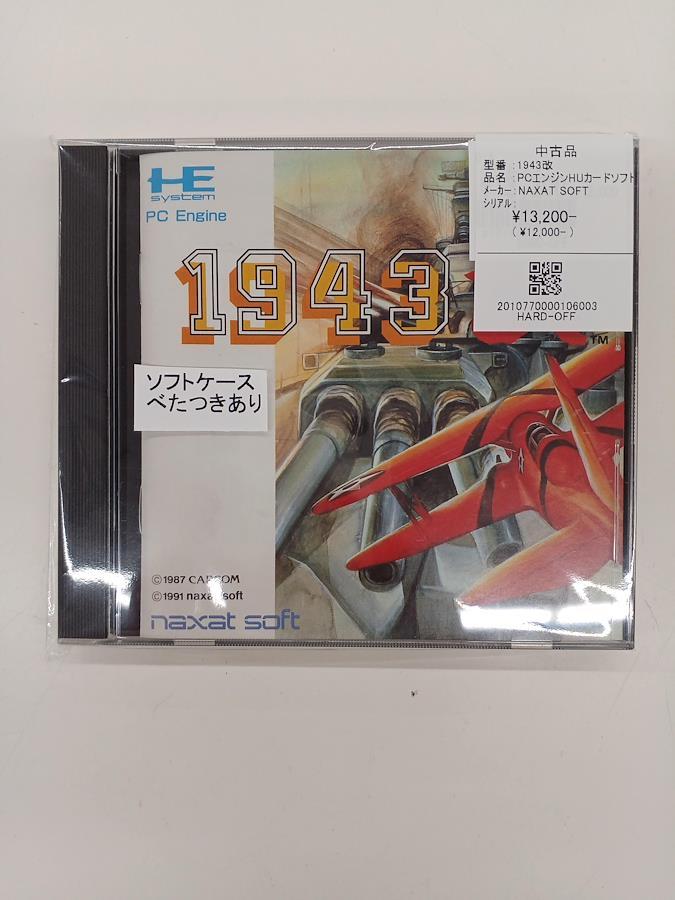 HE
system
PC Engine
1943
TM
中古品
型番 :1943改
品名 :PCエンジンHUカードソフト
メーカー:NAXAT SOFT
シリアル:
¥13,200-
(¥12,000-)
2010770000106003
HARD-OFF
ソフトケース
べたつきあり
©1987 CAPCOM
©1991 naxat soft
naxat soft